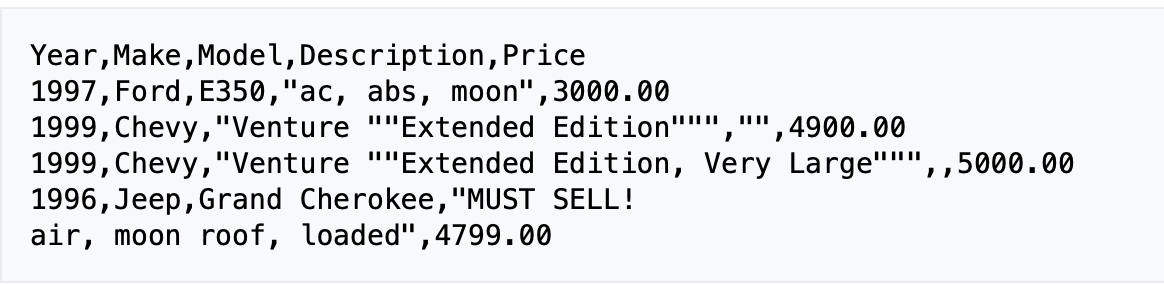 Year,Make,Model,Description,Price
1997,Ford,E350,"ac, abs, moon",3000.00
1999,Chevy,"Venture ""Extended Edition""","",4900.00
1999,Chevy,"Venture ""Extended Edition, Very Large""",,5000.00
1996,Jeep,Grand Cherokee,"MUST SELL!
air, moon roof, loaded",4799.00